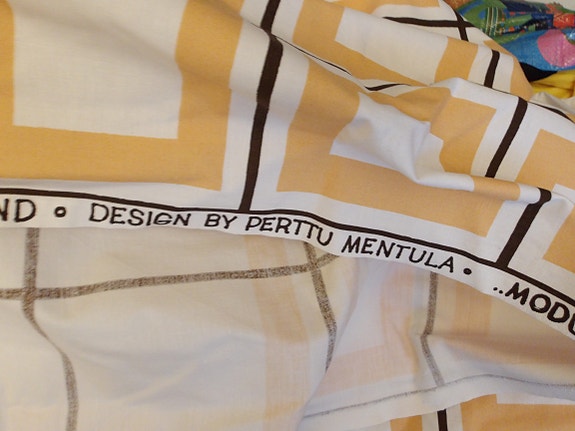 ND • DESIGN BY PERTTU MENTULA • ..MODU